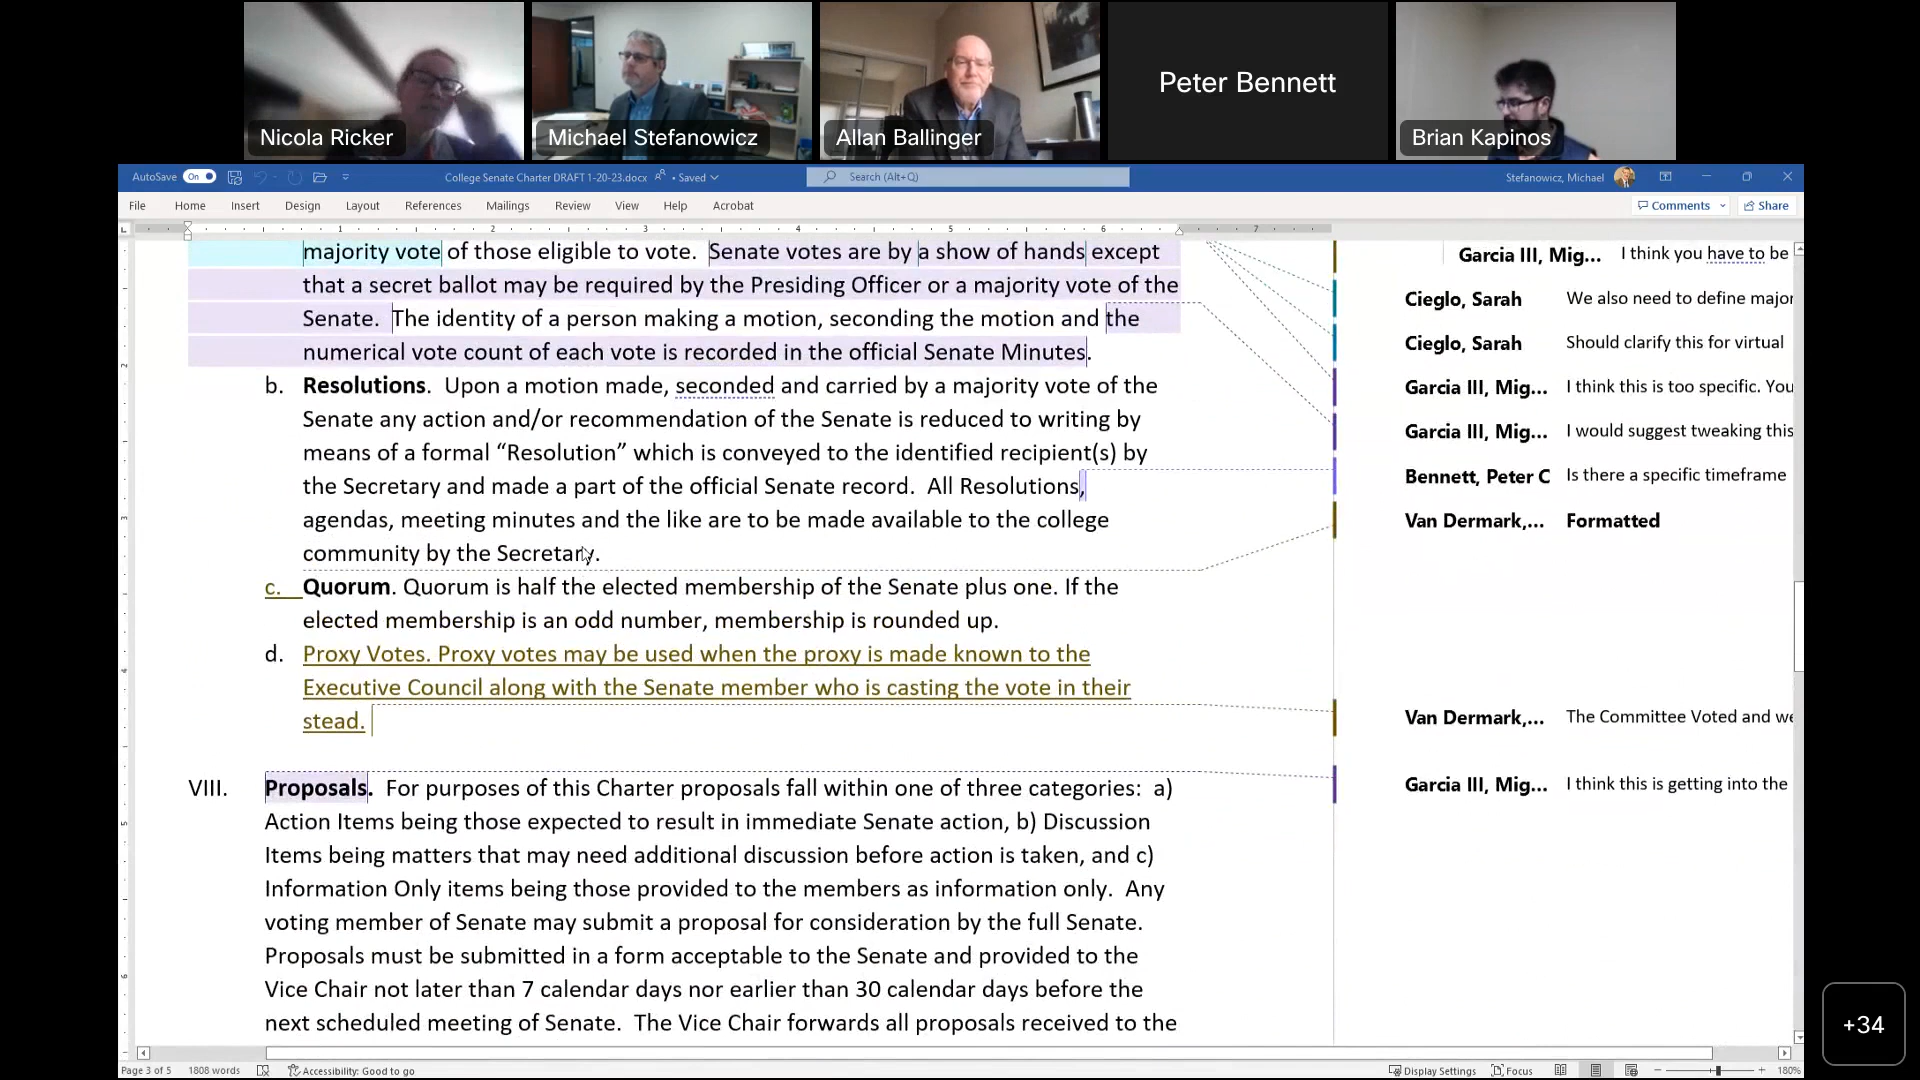 Nicola Ricker
Michael Stefanowicz
Allan Ballinger
Peter Bennett
Brian Kapinos
AutoSave On College Senate Charter DRAFT 1-20-23.docx • Saved Search (Alt+Q) Stefanowicz, Michael
File Home Insert Design Layout References Mailings Review View Help Acrobat Comments Share
1 2 3 4 5 6 7
majority vote of those eligible to vote. Senate votes are by a show of hands except
that a secret ballot may be required by the Presiding Officer or a majority vote of the
Senate. The identity of a person making a motion, seconding the motion and the
numerical vote count of each vote is recorded in the official Senate Minutes.
b. Resolutions. Upon a motion made, seconded and carried by a majority vote of the
Senate any action and/or recommendation of the Senate is reduced to writing by
means of a formal “Resolution” which is conveyed to the identified recipient(s) by
the Secretary and made a part of the official Senate record. All Resolutions,
agendas, meeting minutes and the like are to be made available to the college
community by the Secretary.
c. Quorum. Quorum is half the elected membership of the Senate plus one. If the
elected membership is an odd number, membership is rounded up.
d. Proxy Votes. Proxy votes may be used when the proxy is made known to the
Executive Council along with the Senate member who is casting the vote in their
stead.
VIII. Proposals. For purposes of this Charter proposals fall within one of three categories: a)
Action Items being those expected to result in immediate Senate action, b) Discussion
Items being matters that may need additional discussion before action is taken, and c)
Information Only items being those provided to the members as information only. Any
voting member of Senate may submit a proposal for consideration by the full Senate.
Proposals must be submitted in a form acceptable to the Senate and provided to the
Vice Chair not later than 7 calendar days nor earlier than 30 calendar days before the
next scheduled meeting of Senate. The Vice Chair forwards all proposals received to the
Garcia III, Mig... I think you have to be
Cieglo, Sarah We also need to define major
Cieglo, Sarah Should clarify this for virtual
Garcia III, Mig... I think this is too specific. You
Garcia III, Mig... I would suggest tweaking this
Bennett, Peter C Is there a specific timeframe
Van Dermark,... Formatted
Van Dermark,... The Committee Voted and we
Garcia III, Mig... I think this is getting into the
+34
Page 3 of 5 1808 words Accessibility: Good to go Display Settings Focus 180%